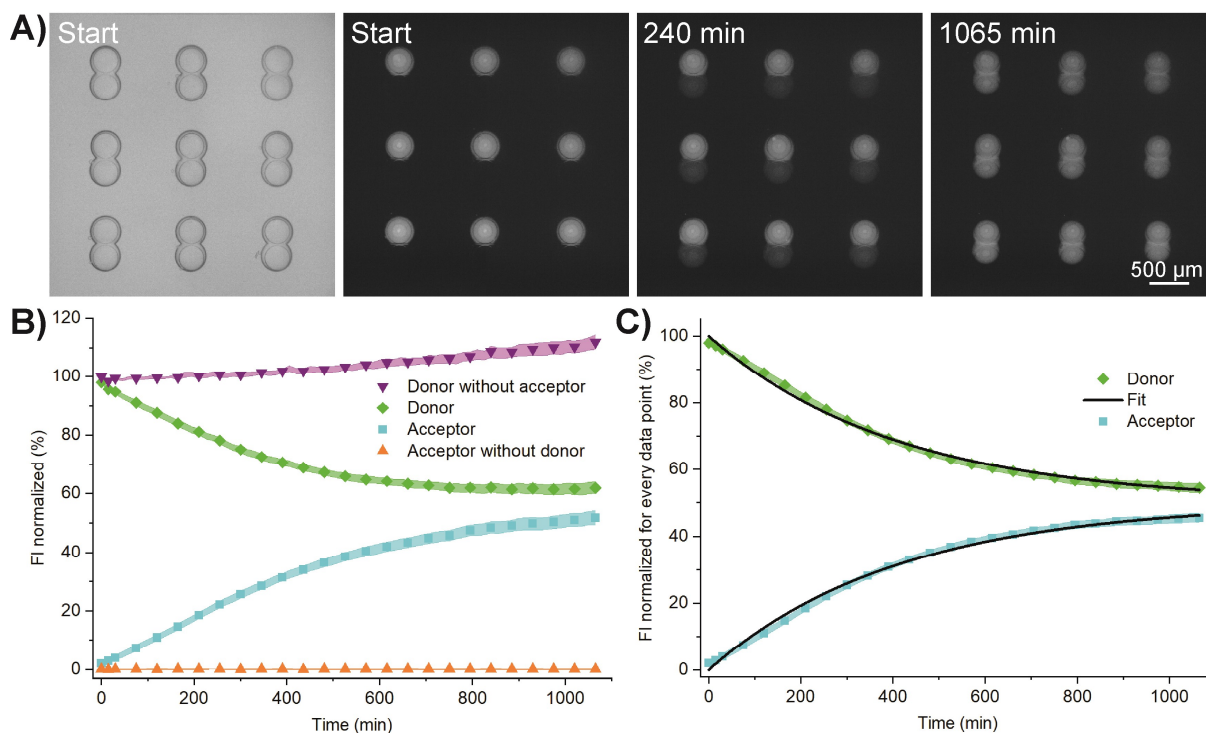 A)
Start
Start
240 min
1065 min
500 µm
B)
120
100
80
60
40
20
0
FI normalized (%)
Donor without acceptor
Donor
Acceptor
Acceptor without donor
0
200
400
600
800
1000
Time (min)
C)
100
80
60
40
20
0
FI normalized for every data point (%)
Donor
Fit
Acceptor
0
200
400
600
800
1000
Time (min)